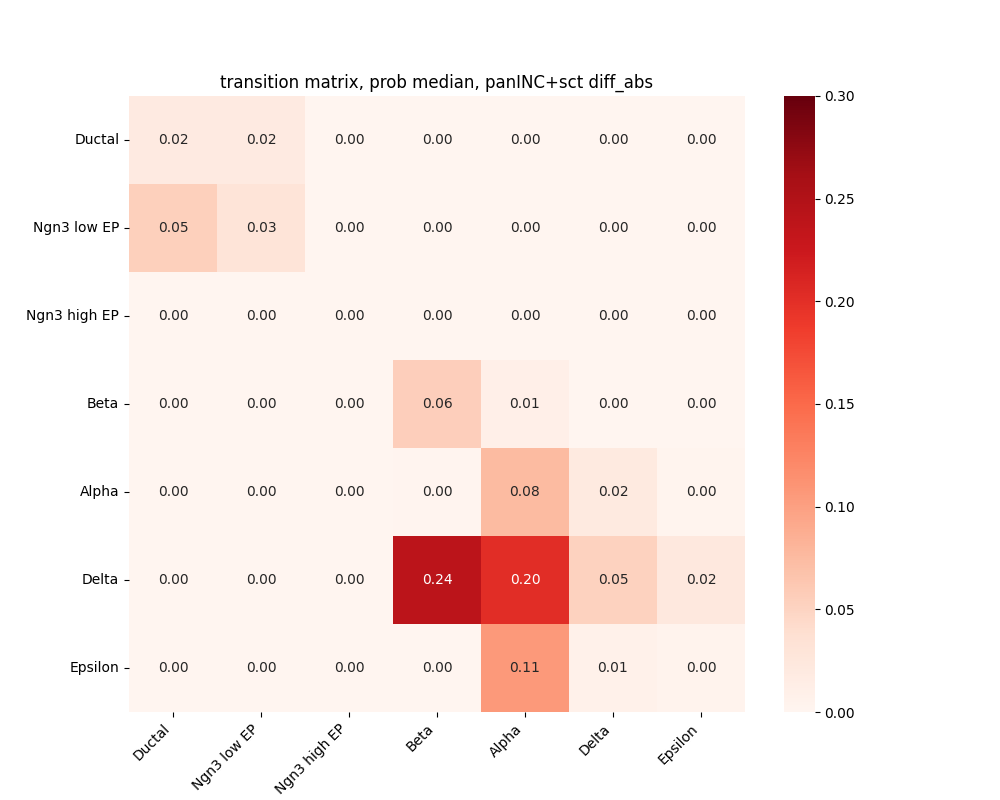 transition matrix, prob median, panINC+sct diff_abs
Ductal 0.02 0.02 0.00 0.00 0.00 0.00 0.00
Ngn3 low EP 0.05 0.03 0.00 0.00 0.00 0.00 0.00
Ngn3 high EP 0.00 0.00 0.00 0.00 0.00 0.00 0.00
Beta 0.00 0.00 0.00 0.06 0.01 0.00 0.00
Alpha 0.00 0.00 0.00 0.00 0.08 0.02 0.00
Delta 0.00 0.00 0.00 0.24 0.20 0.05 0.02
Epsilon 0.00 0.00 0.00 0.00 0.11 0.01 0.00
Ductal Ngn3 low EP Ngn3 high EP Beta Alpha Delta Epsilon
0.30
0.25
0.20
0.15
0.10
0.05
0.00